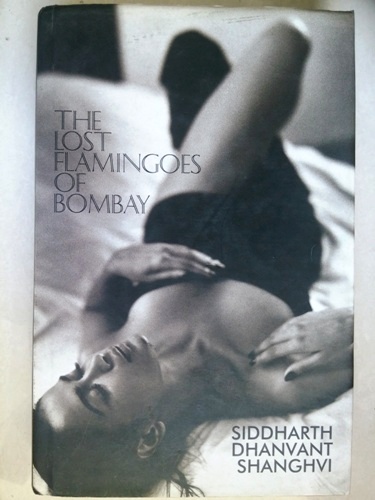 THE
LOST
FLAMINGOES
OF
BOMBAY
SIDDHARTH
DHANVANT
SHANGHVI